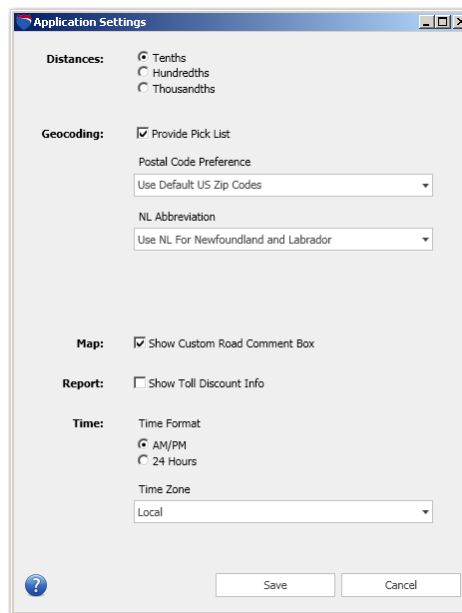 Application Settings
Distances:
Tenths
Hundredths
Thousandths
Geocoding:
Provide Pick List
Postal Code Preference
Use Default US Zip Codes
NL Abbreviation
Use NL For Newfoundland and Labrador
Map:
Show Custom Road Comment Box
Report:
Show Toll Discount Info
Time:
Time Format
AM/PM
24 Hours
Time Zone
Local
?
Save
Cancel